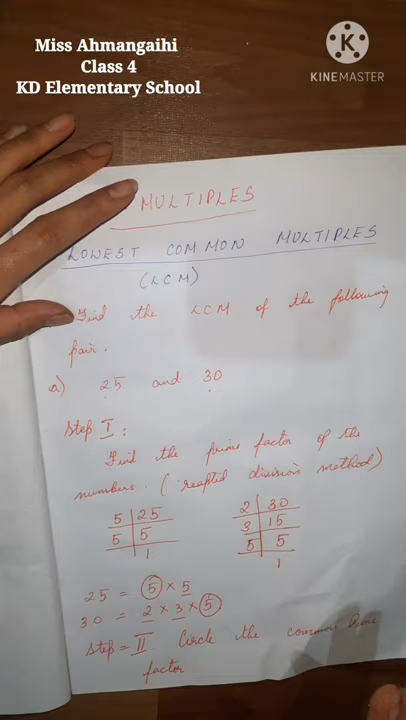 Miss Ahmangaihi
Class 4
KD Elementary School
K
KINEMASTER
MULTIPLES
LOWEST COMMON MULTIPLES
(LCM)
Find the LCM of the following
pair.
a) 25 and 30
Step I :
Find the prime factor of the
numbers. (reapted division method)
5 | 25
5 | 5
1
2 | 30
3 | 15
5 | 5
1
25 = 5 × 5
30 = 2 × 3 × 5
Step = II Circle the common
factor